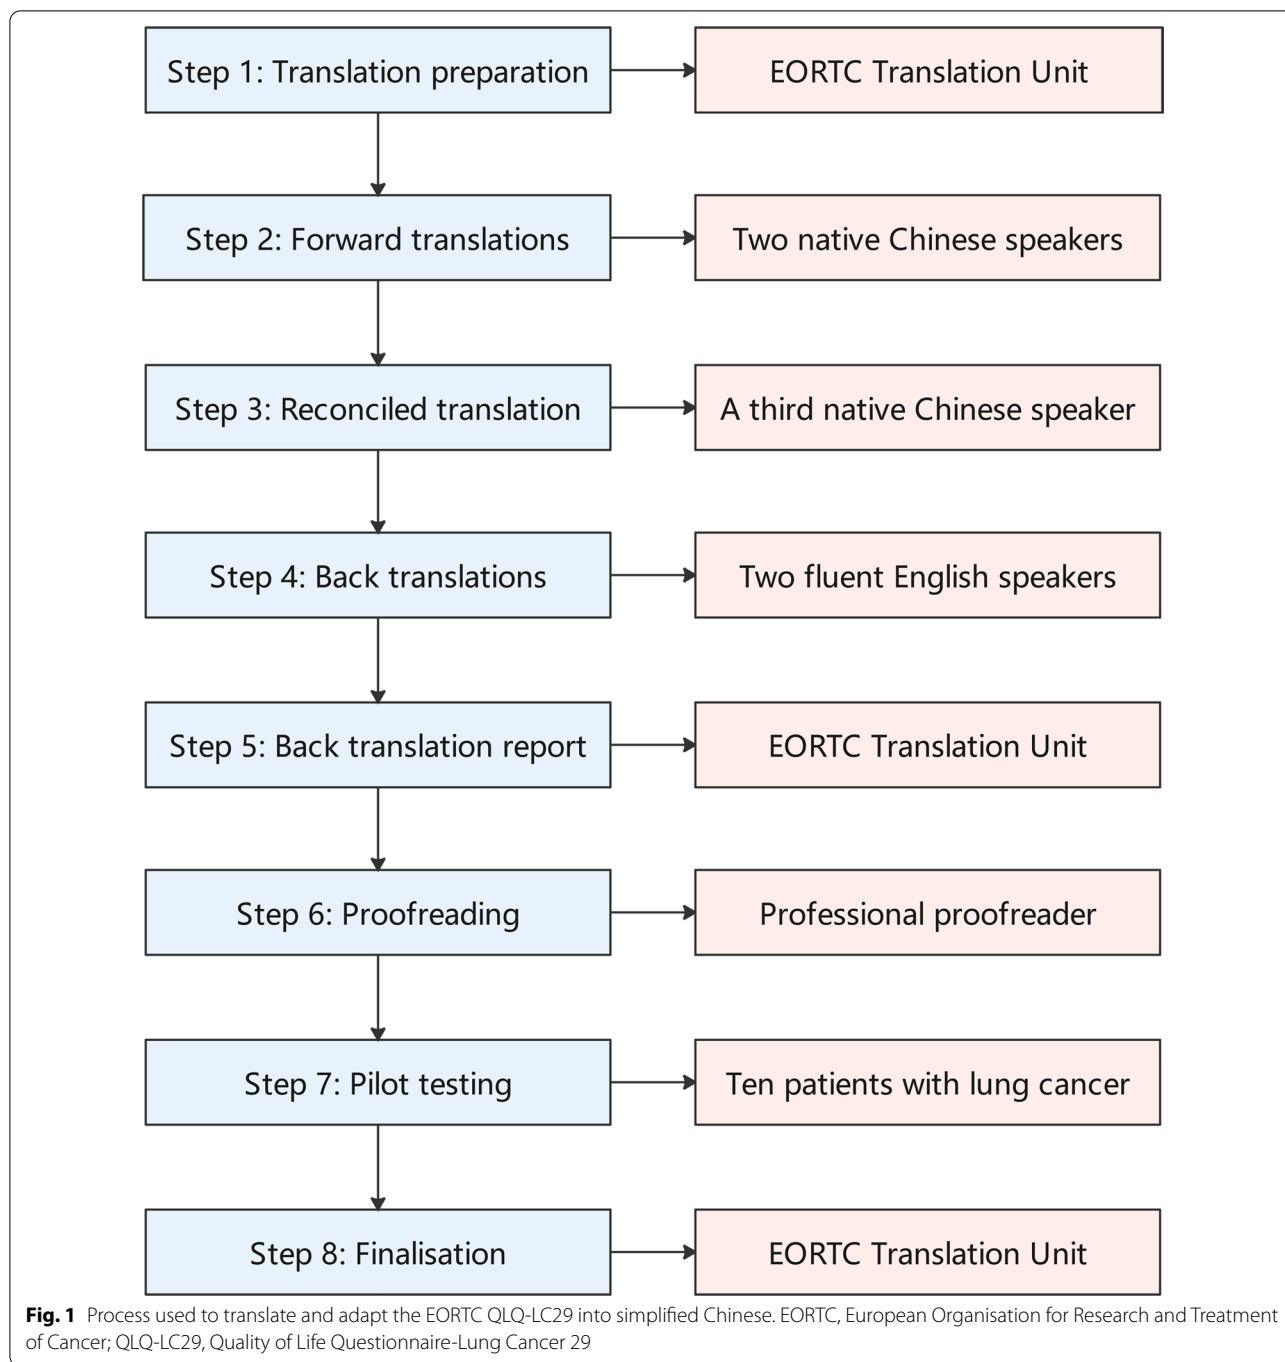 Step 1: Translation preparation
EORTC Translation Unit
Step 2: Forward translations
Two native Chinese speakers
Step 3: Reconciled translation
A third native Chinese speaker
Step 4: Back translations
Two fluent English speakers
Step 5: Back translation report
EORTC Translation Unit
Step 6: Proofreading
Professional proofreader
Step 7: Pilot testing
Ten patients with lung cancer
Step 8: Finalisation
EORTC Translation Unit
Fig. 1 Process used to translate and adapt the EORTC QLQ-LC29 into simplified Chinese. EORTC, European Organisation for Research and Treatment
of Cancer; QLQ-LC29, Quality of Life Questionnaire-Lung Cancer 29